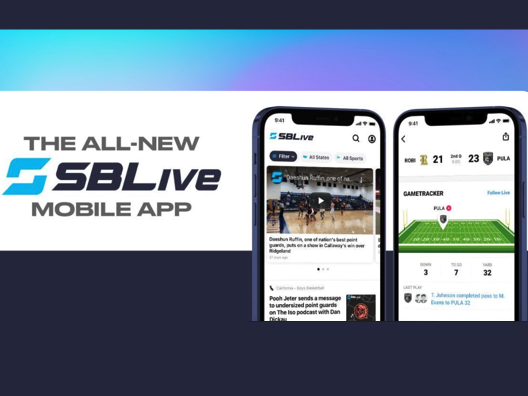 THE ALL-NEW
SBLive
MOBILE APP
9:41
SBLive
Filter
All States
All Sports
Daeshun Ruffin, one of ne...
Daeshun Ruffin, one of nation's best point
guards, puts on a show in Callaway's win over
Ridgeland
California - Boys Basketball
Pooh Jeter sends a message
to undersized point guards
on The Iso podcast with Dan
Dickau
9:41
ROBI 21 2nd Q 23 PULA
GAMETRACKER
Follow Live
PULA
DOWN TO GO YARD
3 7 32
LAST PLAY
T. Johnson completed pass to M.
Evans to PULA 32